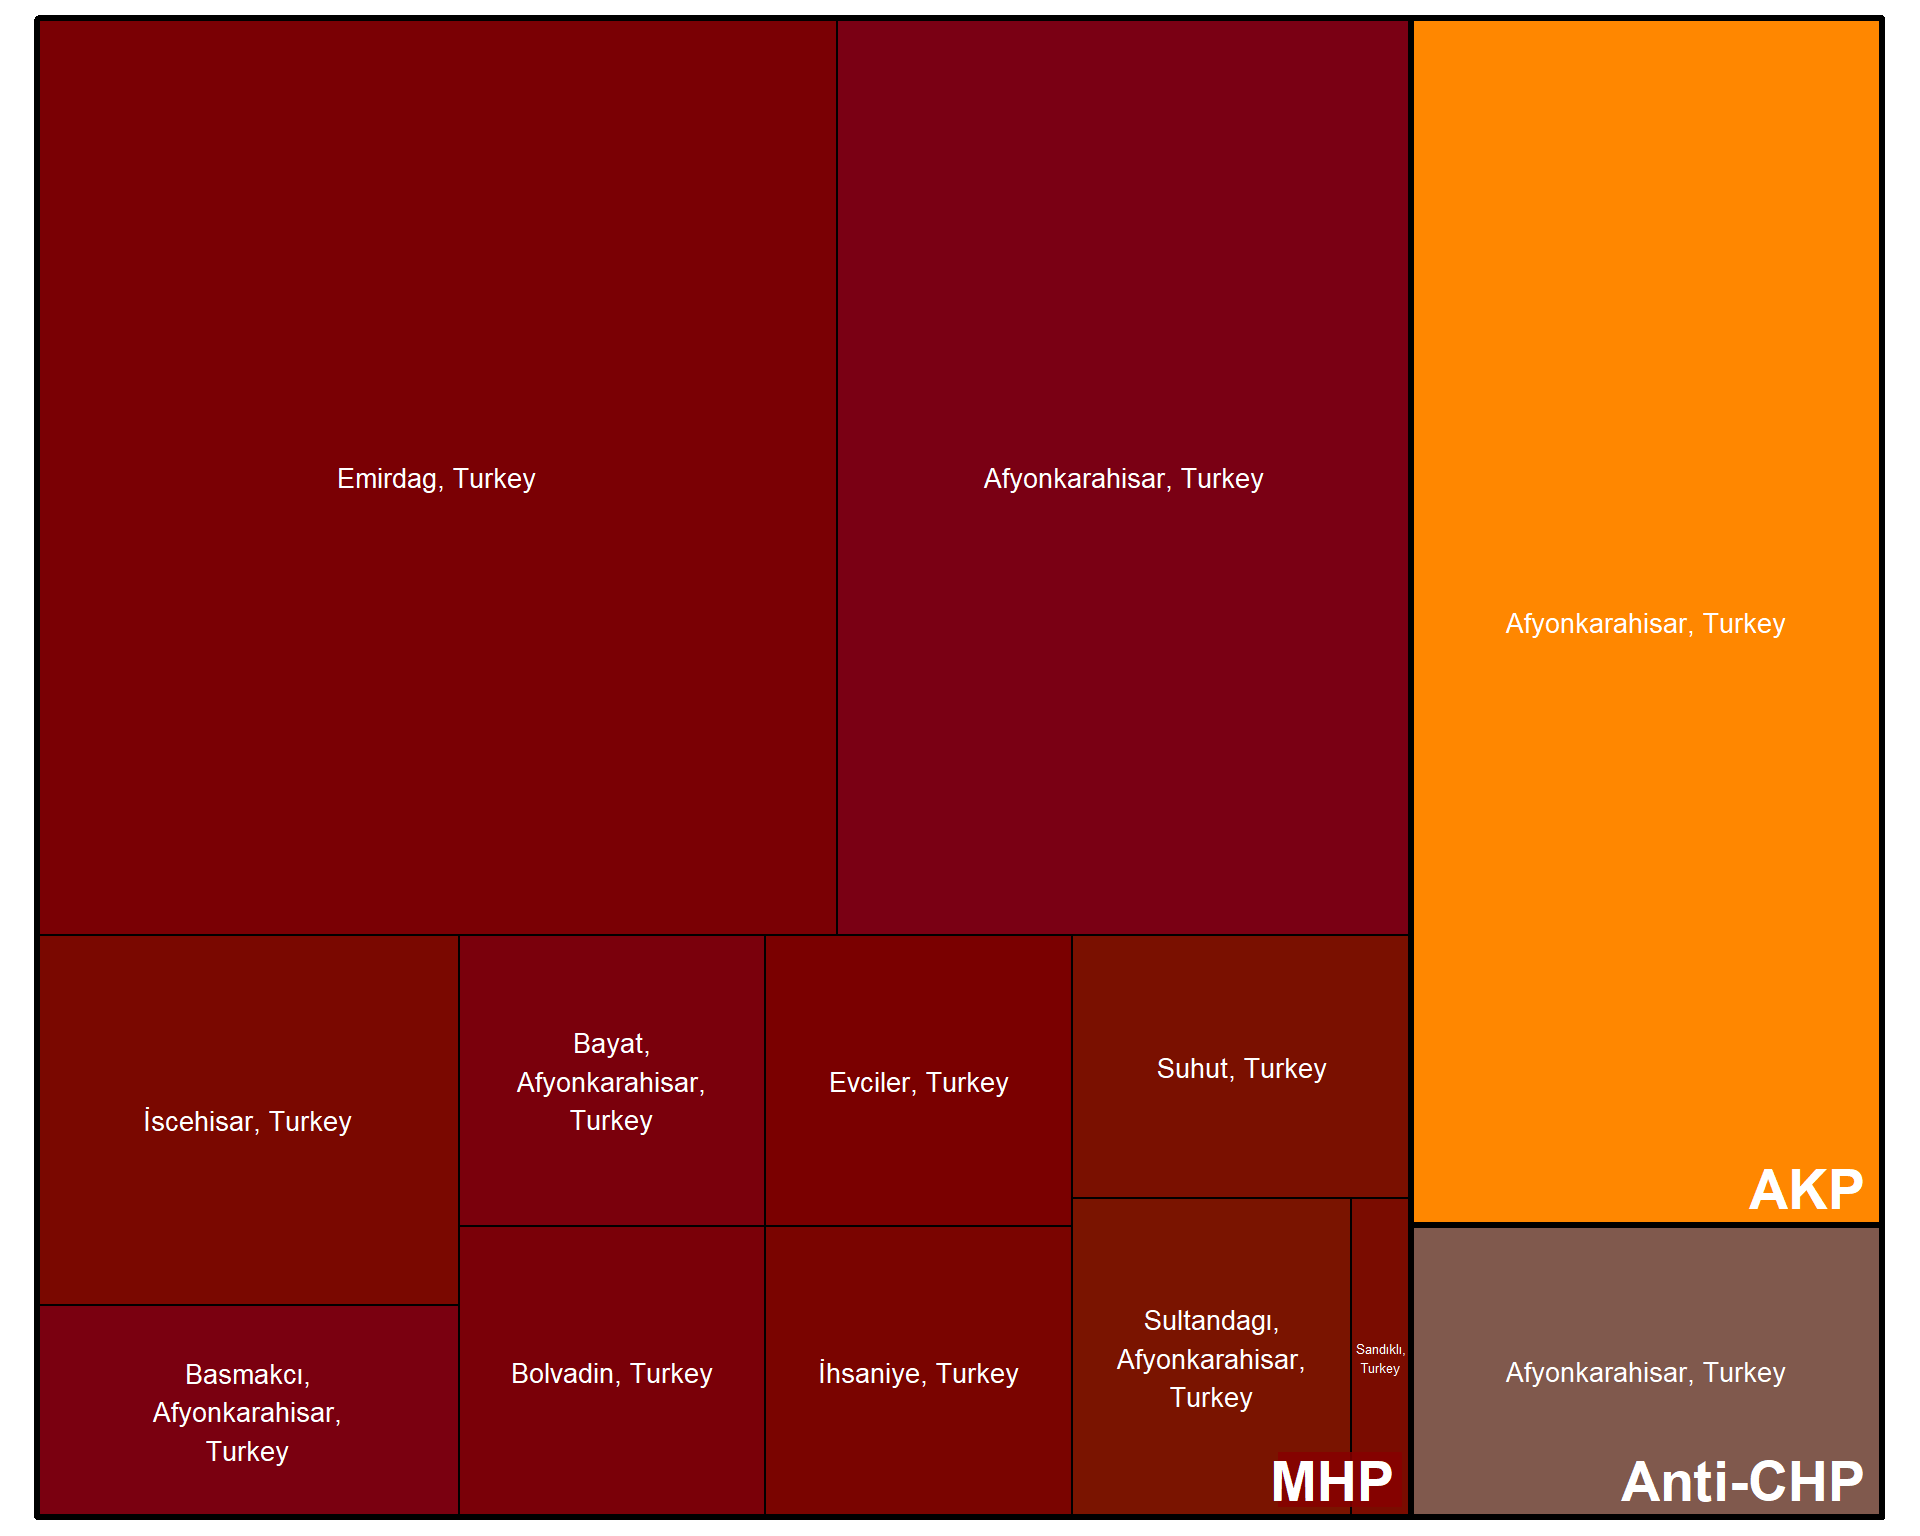 Emirdag, Turkey
Afyonkarahisar, Turkey
Afyonkarahisar, Turkey
AKP
İscehisar, Turkey
Bayat,
Afyonkarahisar,
Turkey
Evciler, Turkey
Suhut, Turkey
Basmakcı,
Afyonkarahisar,
Turkey
Bolvadin, Turkey
İhsaniye, Turkey
Sultandagı,
Afyonkarahisar,
Turkey
Sandıklı,
Turkey
MHP
Afyonkarahisar, Turkey
Anti-CHP